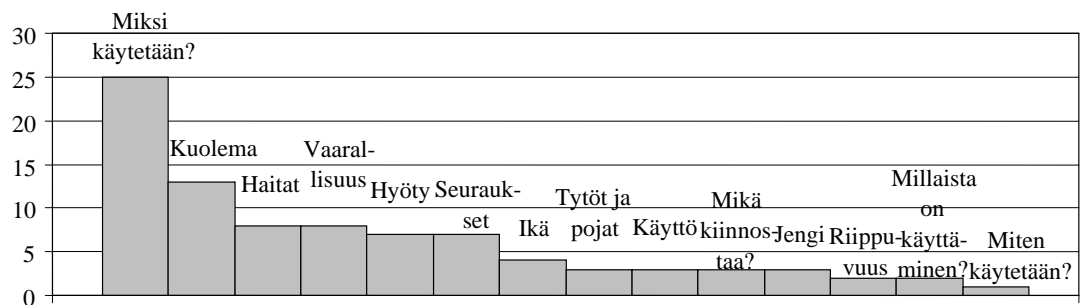 30
25
20
15
10
5
0
Miksi
käytetään?
Kuolema
Haitat
Vaaral-
lisuus
Hyöty
Seurauk-
set
Ikä
Tytöt ja
pojat
Käyttö
Mikä
kiinnos-
taa?
Jengi
Riippu-
vuus
Millaista
on
käyttä-
minen?
Miten
käytetään?